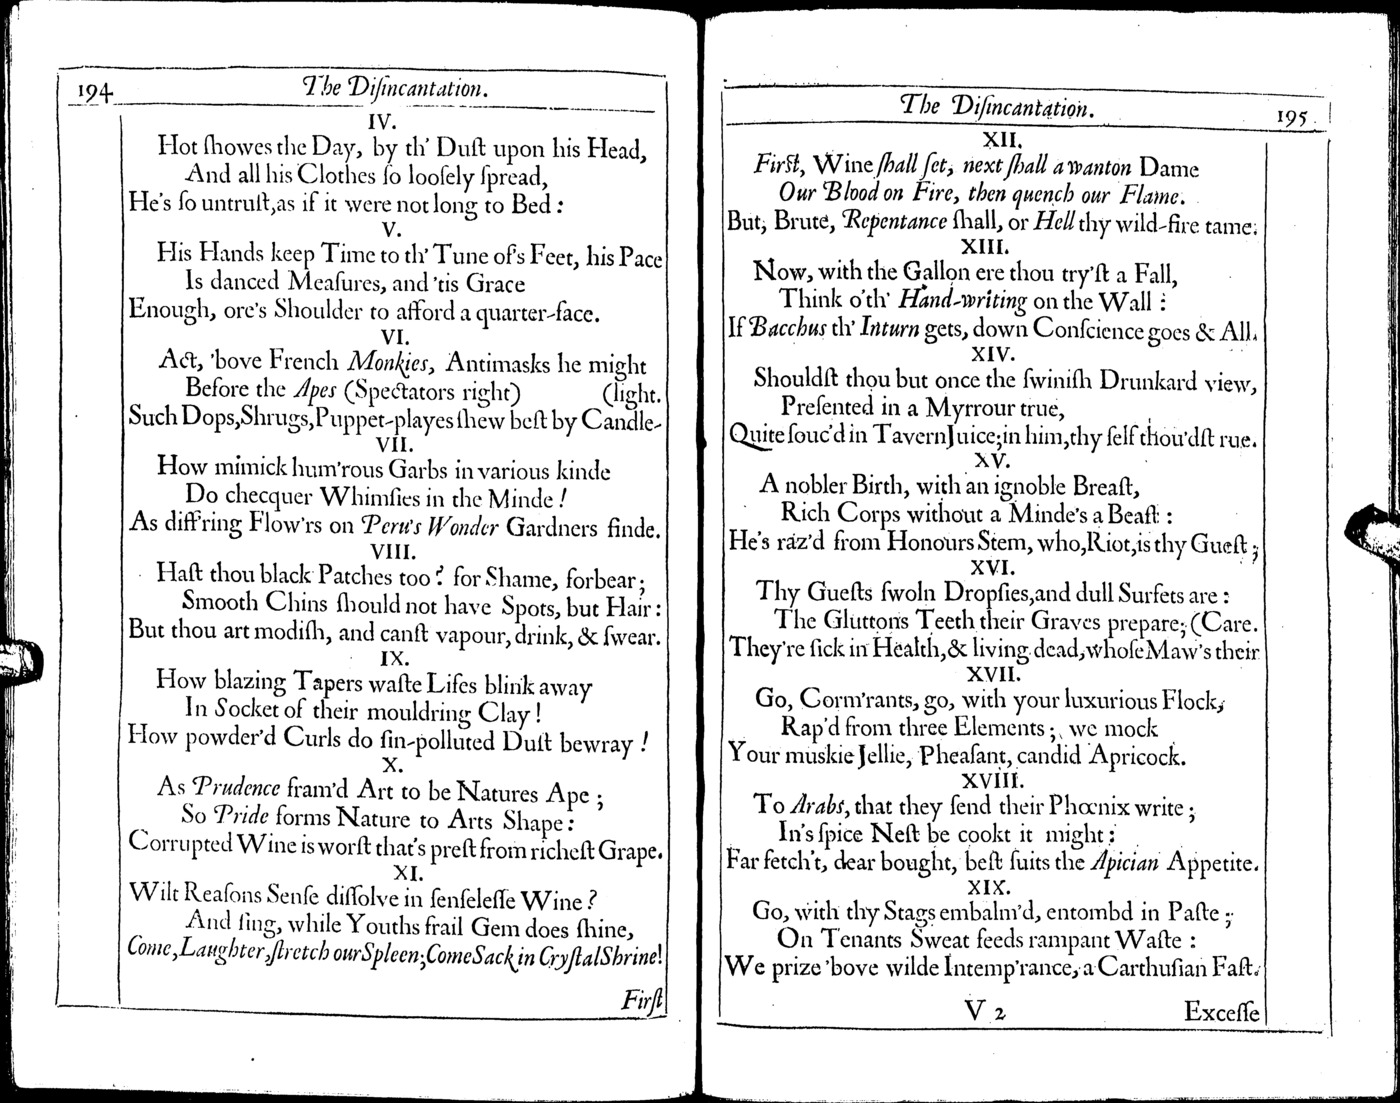 194
The Diſincantation.
IV.
Hot ſhowes the Day, by th' Duſt upon his Head,
And all his Clothes ſo looſely ſpread,
He's ſo untruſt,as if it were not long to Bed :
V.
His Hands keep Time to th' Tune of's Feet, his Pace
Is danced Meaſures, and 'tis Grace
Enough, ore's Shoulder to afford a quarter-face.
VI.
Act, 'bove French Monkies, Antimasks he might
Before the Apes (Spectators right) (light.
Such Dops,Shrugs,Puppet-playes ſhew beſt by Candle-
VII.
How mimick hum'rous Garbs in various kinde
Do checquer Whimſies in the Minde !
As diff'ring Flow'rs on Peru's Wonder Gardners finde.
VIII.
Haſt thou black Patches too ? for Shame, forbear ;
Smooth Chins ſhould not have Spots, but Hair :
But thou art modiſh, and canſt vapour, drink, & ſwear.
IX.
How blazing Tapers waſte Lifes blink away
In Socket of their mouldring Clay !
How powder'd Curls do ſin-polluted Duſt bewray !
X.
As Prudence fram'd Art to be Natures Ape ;
So Pride forms Nature to Arts Shape :
Corrupted Wine is worſt that's preſt from richeſt Grape.
XI.
Wilt Reaſons Senſe diſſolve in ſenſeleſſe Wine ?
And ſing, while Youths frail Gem does ſhine,
Come,Laughter,ſtretch our Spleen;Come Sack in Cryſtal Shrine!
Firſt
The Diſincantation.
195
XII.
Firſt, Wine ſhall ſet, next ſhall a wanton Dame
Our Blood on Fire, then quench our Flame.
But, Brute, Repentance ſhall, or Hell thy wild-fire tame.
XIII.
Now, with the Gallon ere thou try'ſt a Fall,
Think o'th' Hand-writing on the Wall :
If Bacchus th' Inturn gets, down Conſcience goes & All.
XIV.
Shouldſt thou but once the ſwiniſh Drunkard view,
Preſented in a Myrrour true,
Quite ſouc'd in Tavern Juice;in him,thy ſelf thou'dſt rue.
XV.
A nobler Birth, with an ignoble Breaſt,
Rich Corps without a Minde's a Beaſt :
He's raz'd from Honours Stem, who,Riot,is thy Gueſt ;
XVI.
Thy Gueſts ſwoln Dropſies,and dull Surfets are :
The Gluttons Teeth their Graves prepare; (Care.
They're ſick in Health,& living dead,whoſe Maw's their
XVII.
Go, Corm'rants, go, with your luxurious Flock,
Rap'd from three Elements ; we mock
Your muskie Jellie, Pheaſant, candid Apricock.
XVIII.
To Arabs, that they ſend their Phœnix write ;
In's ſpice Neſt be cookt it might :
Far fetch't, dear bought, beſt ſuits the Apician Appetite.
XIX.
Go, with thy Stags embalm'd, entombd in Paſte ;
On Tenants Sweat feeds rampant Waſte :
We prize 'bove wilde Intemp'rance, a Carthuſian Faſt.
V 2
Exceſſe